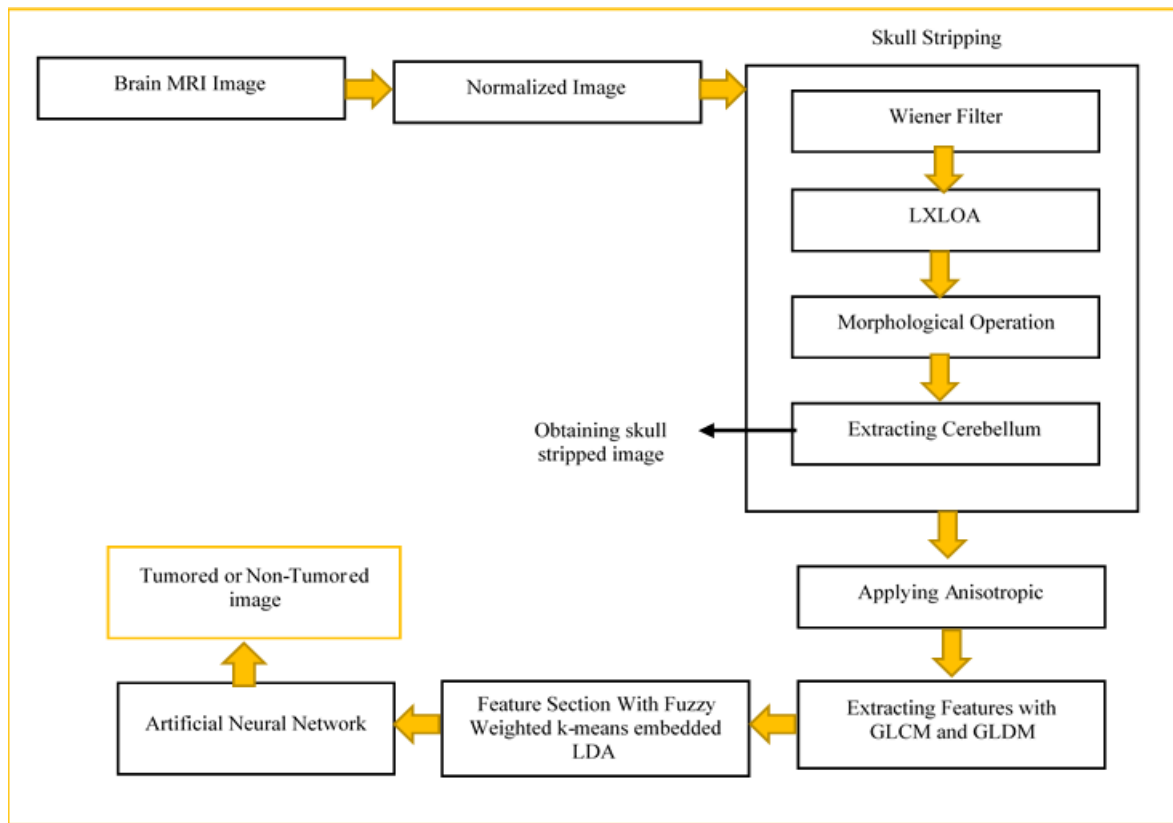 Skull Stripping
Brain MRI Image
Normalized Image
Wiener Filter
LXLOA
Morphological Operation
Extracting Cerebellum
Obtaining skull
stripped image
Applying Anisotropic
Extracting Features with
GLCM and GLDM
Feature Section With Fuzzy
Weighted k-means embedded
LDA
Artificial Neural Network
Tumored or Non-Tumored
image